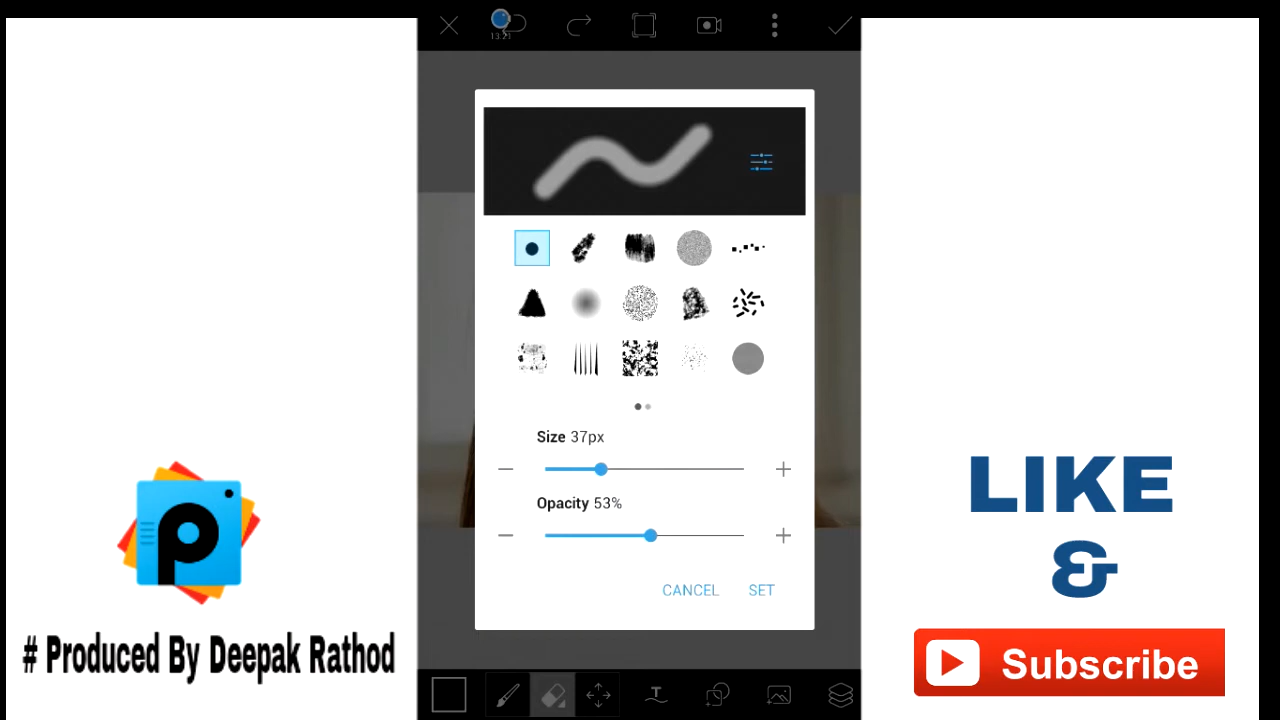 13.21
Size 37px
Opacity 53%
CANCEL SET
# Produced By Deepak Rathod
LIKE
&
Subscribe